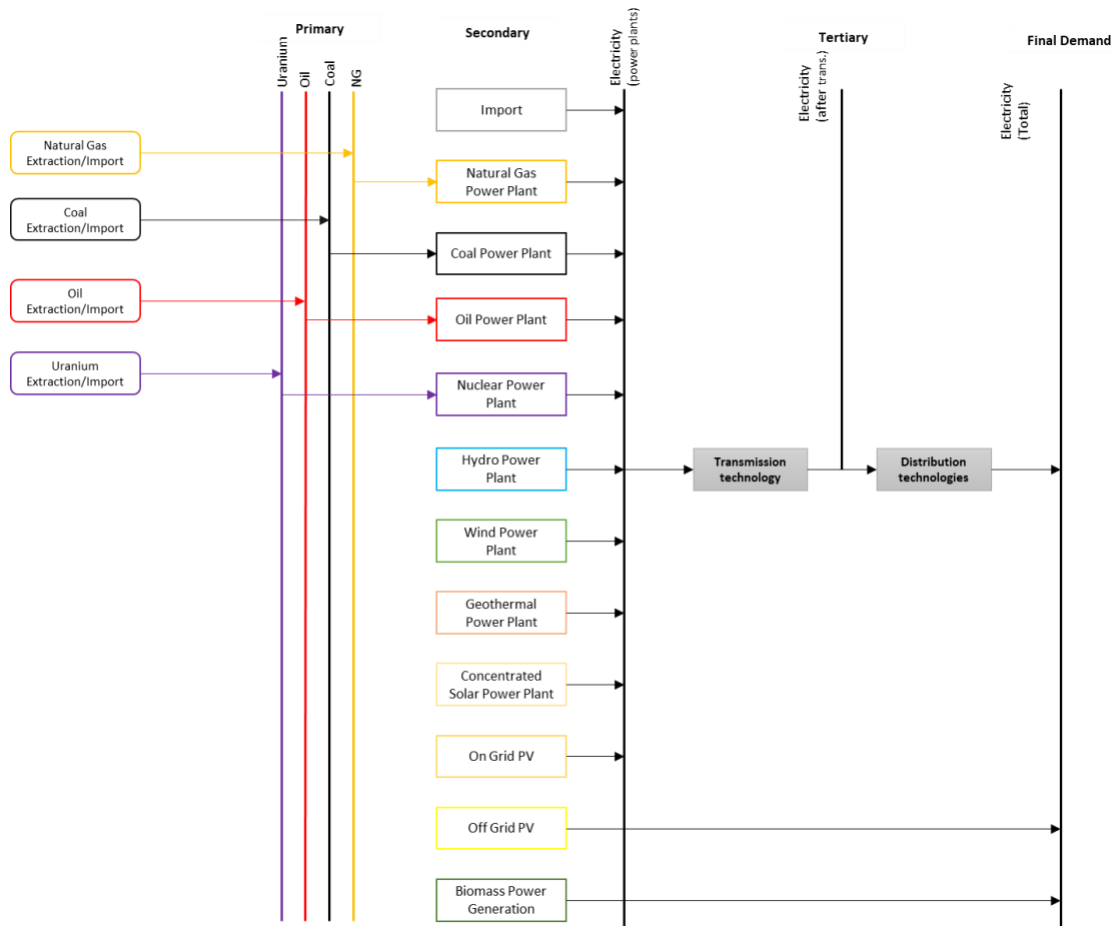 Primary
Secondary
Tertiary
Final Demand
Uranium
Oil
Coal
NG
Electricity
(power plants)
Electricity
(after trans.)
Electricity
(Total)
Import
Natural Gas
Extraction/Import
Natural Gas
Power Plant
Coal
Extraction/Import
Coal Power Plant
Oil
Extraction/Import
Oil Power Plant
Uranium
Extraction/Import
Nuclear Power
Plant
Hydro Power
Plant
Transmission
technology
Distribution
technologies
Wind Power
Plant
Geothermal
Power Plant
Concentrated
Solar Power Plant
On Grid PV
Off Grid PV
Biomass Power
Generation